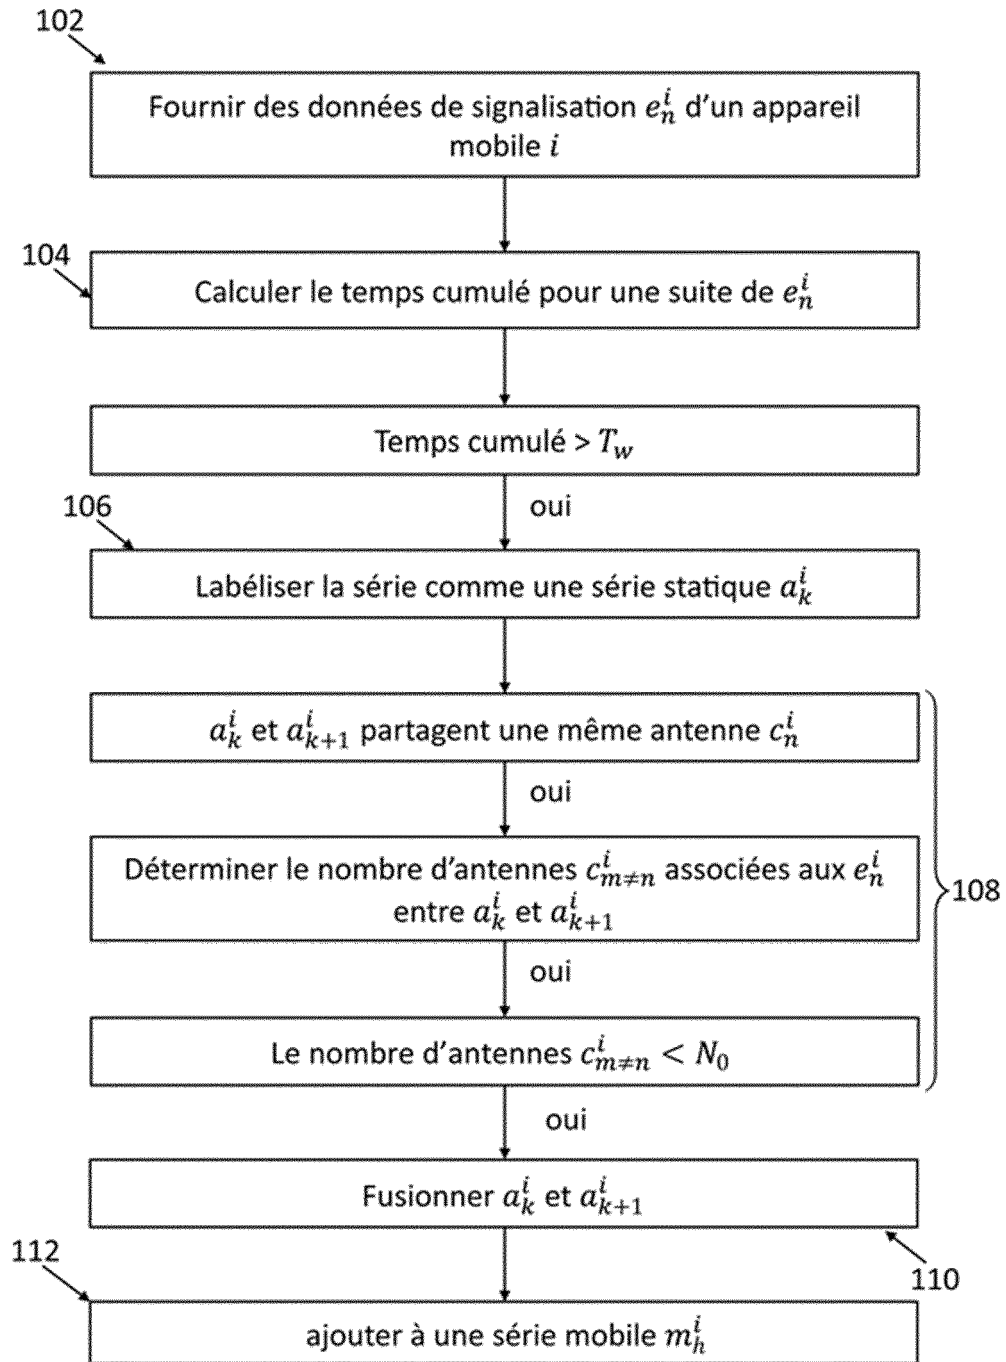 102
Fournir des données de signalisation $e_n^i$ d'un appareil
mobile $i$
104
Calculer le temps cumulé pour une suite de $e_n^i$
Temps cumulé > $T_w$
oui
106
Labéliser la série comme une série statique $a_k^i$
$a_k^i$ et $a_{k+1}^i$ partagent une même antenne $c_n^i$
oui
Déterminer le nombre d'antennes $c_{m≠n}^i$ associées aux $e_n^i$
entre $a_k^i$ et $a_{k+1}^i$
108
oui
Le nombre d'antennes $c_{m≠n}^i$ < $N_0$
oui
Fusionner $a_k^i$ et $a_{k+1}^i$
112
110
ajouter à une série mobile $m_h^i$